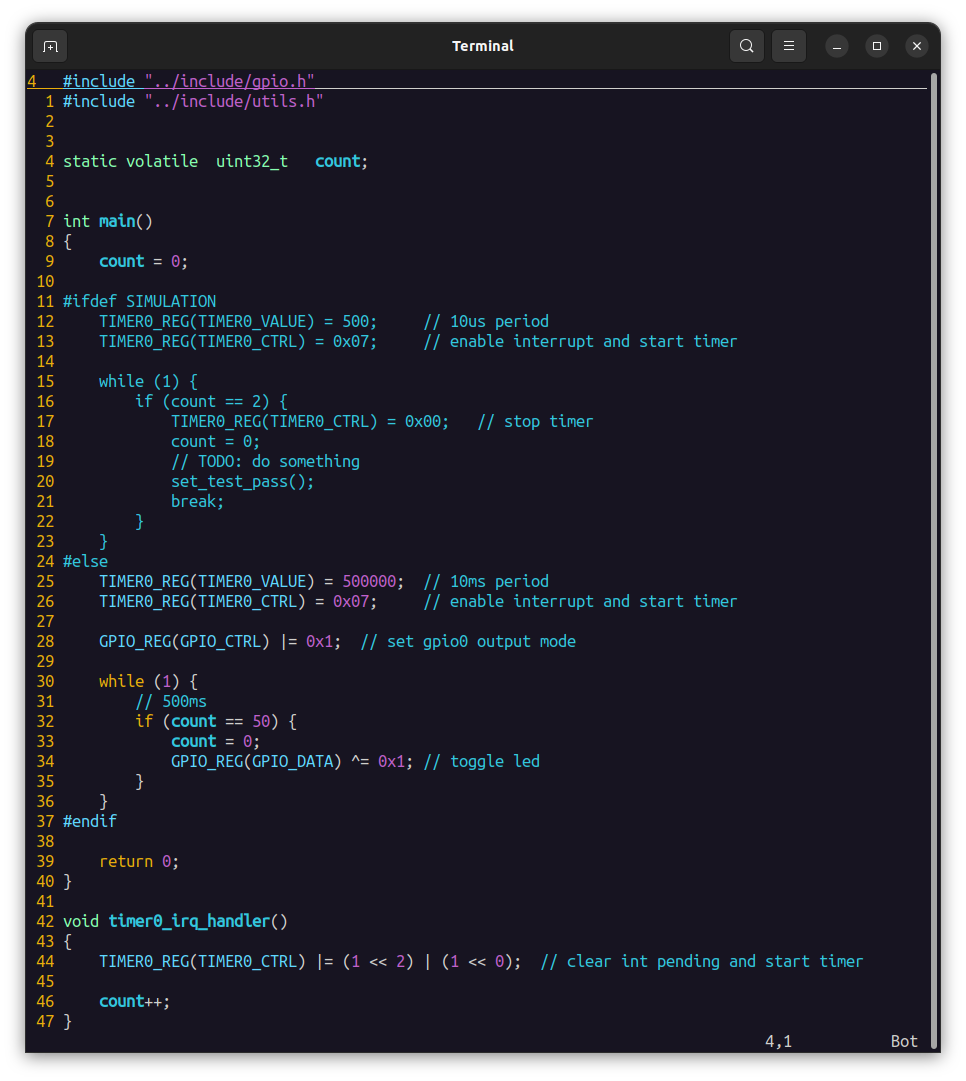 Terminal
4   #include "../include/gpio.h"
  1 #include "../include/utils.h"
  2
  3
  4 static volatile  uint32_t   count;
  5
  6
  7 int main()
  8 {
  9     count = 0;
 10
 11 #ifdef SIMULATION
 12     TIMER0_REG(TIMER0_VALUE) = 500;     // 10us period
 13     TIMER0_REG(TIMER0_CTRL) = 0x07;     // enable interrupt and start timer
 14
 15     while (1) {
 16         if (count == 2) {
 17             TIMER0_REG(TIMER0_CTRL) = 0x00;   // stop timer
 18             count = 0;
 19             // TODO: do something
 20             set_test_pass();
 21             break;
 22         }
 23     }
 24 #else
 25     TIMER0_REG(TIMER0_VALUE) = 500000;  // 10ms period
 26     TIMER0_REG(TIMER0_CTRL) = 0x07;     // enable interrupt and start timer
 27
 28     GPIO_REG(GPIO_CTRL) |= 0x1;  // set gpio0 output mode
 29
 30     while (1) {
 31         // 500ms
 32         if (count == 50) {
 33             count = 0;
 34             GPIO_REG(GPIO_DATA) ^= 0x1; // toggle led
 35         }
 36     }
 37 #endif
 38
 39     return 0;
 40 }
 41
 42 void timer0_irq_handler()
 43 {
 44     TIMER0_REG(TIMER0_CTRL) |= (1 << 2) | (1 << 0);  // clear int pending and start timer
 45
 46     count++;
 47 }
4,1           Bot